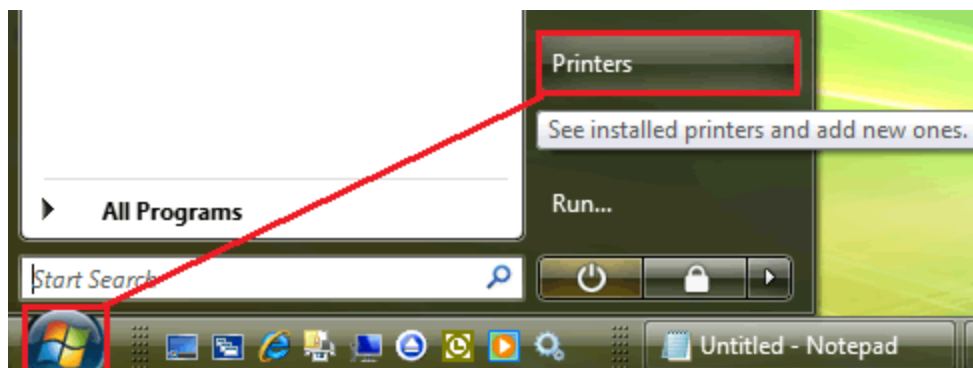 Printers
See installed printers and add new ones.
All Programs
Run...
Start Search
Untitled - Notepad